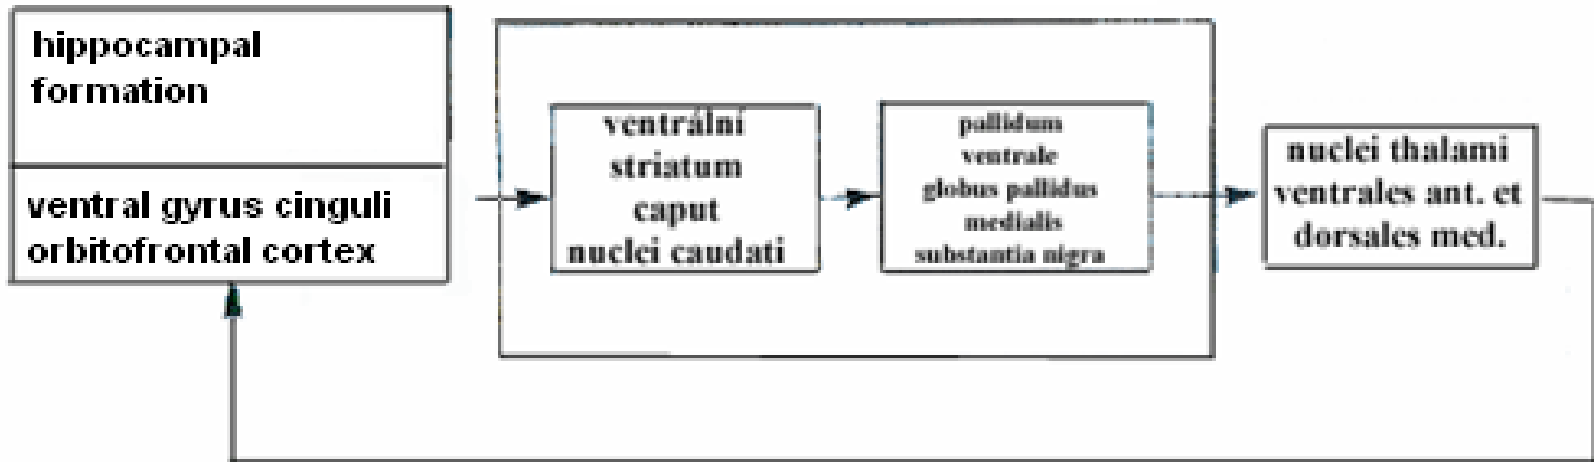 hippocampal
formation
ventral gyrus cinguli
orbitofrontal cortex
ventrální
striatum
caput
nuclei caudati
pallidum
ventrale
globus pallidus
medialis
substantia nigra
nuclei thalami
ventrales ant. et
dorsales med.